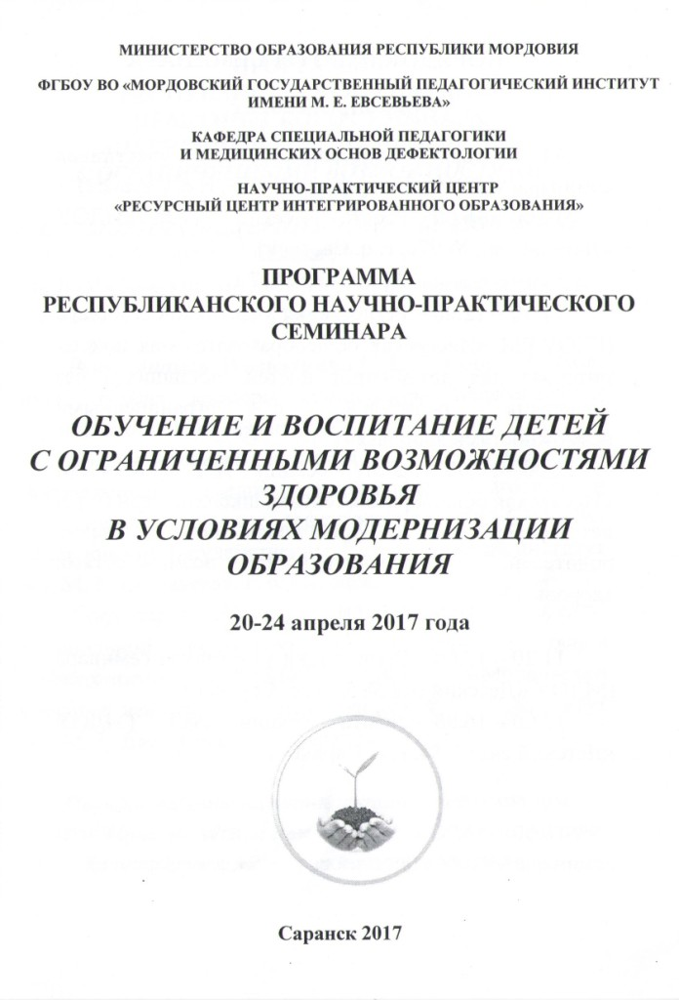 МИНИСТЕРСТВО ОБРАЗОВАНИЯ РЕСПУБЛИКИ МОРДОВИЯ
ФГБОУ ВО «МОРДОВСКИЙ ГОСУДАРСТВЕННЫЙ ПЕДАГОГИЧЕСКИЙ ИНСТИТУТ
ИМЕНИ М. Е. ЕВСЕВЬЕВА»
КАФЕДРА СПЕЦИАЛЬНОЙ ПЕДАГОГИКИ
И МЕДИЦИНСКИХ ОСНОВ ДЕФЕКТОЛОГИИ
НАУЧНО-ПРАКТИЧЕСКИЙ ЦЕНТР
«РЕСУРСНЫЙ ЦЕНТР ИНТЕГРИРОВАННОГО ОБРАЗОВАНИЯ»
ПРОГРАММА
РЕСПУБЛИКАНСКОГО НАУЧНО-ПРАКТИЧЕСКОГО
СЕМИНАРА
ОБУЧЕНИЕ И ВОСПИТАНИЕ ДЕТЕЙ
С ОГРАНИЧЕННЫМИ ВОЗМОЖНОСТЯМИ
ЗДОРОВЬЯ
В УСЛОВИЯХ МОДЕРНИЗАЦИИ
ОБРАЗОВАНИЯ
20-24 апреля 2017 года
Саранск 2017